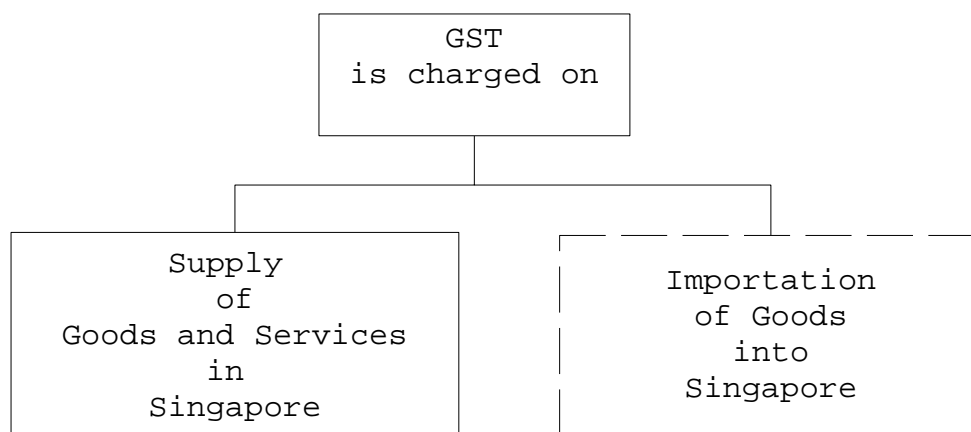 GST
is charged on
Supply
of
Goods and Services
in
Singapore
Importation
of Goods
into
Singapore